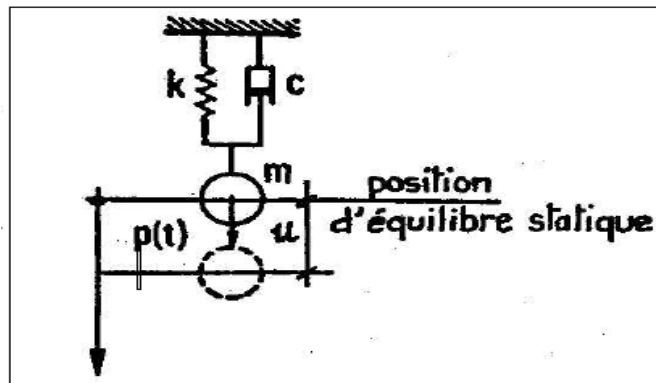 k c
m
position
d'équilibre statique
p(t) u